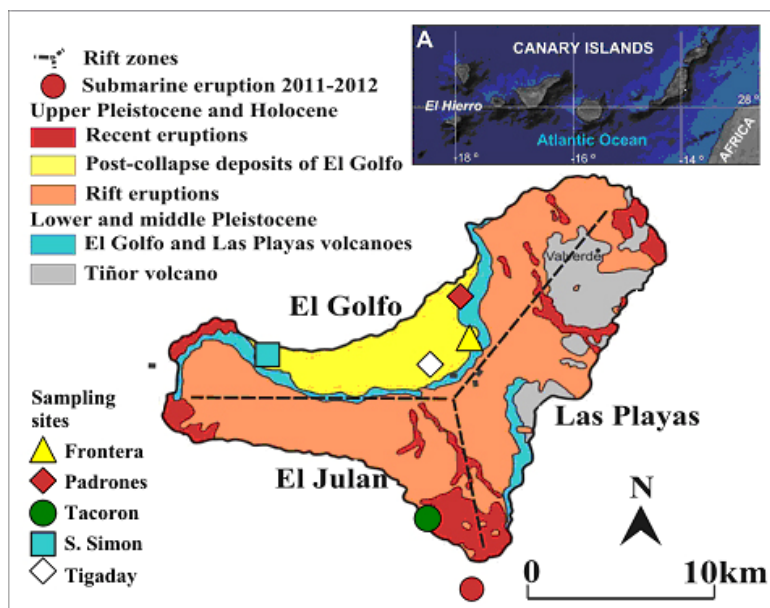 Rift zones
Submarine eruption 2011-2012
Upper Pleistocene and Holocene
Recent eruptions
Post-collapse deposits of El Golfo
Rift eruptions
Lower and middle Pleistocene
El Golfo and Las Playas volcanoes
Tiñor volcano
A
CANARY ISLANDS
El Hierro
28 º
Atlantic Ocean
AFRICA
-18 º
-16 º
-14 º
Valverde
El Golfo
Las Playas
El Julan
Sampling
sites
Frontera
Padrones
Tacoron
S. Simon
Tigaday
N
0
10km